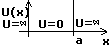 U(x)
U=∞ U=0 U=∞
a x